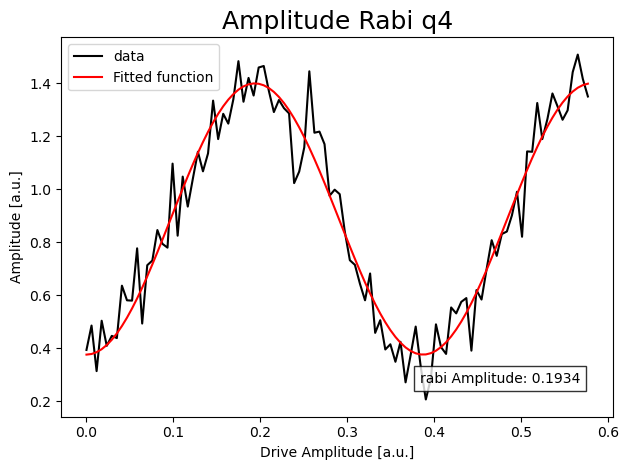 Amplitude Rabi q4
data
Fitted function
Amplitude [a.u.]
1.4
1.2
1.0
0.8
0.6
0.4
0.2
rabi Amplitude: 0.1934
0.0
0.1
0.2
0.3
0.4
0.5
0.6
Drive Amplitude [a.u.]